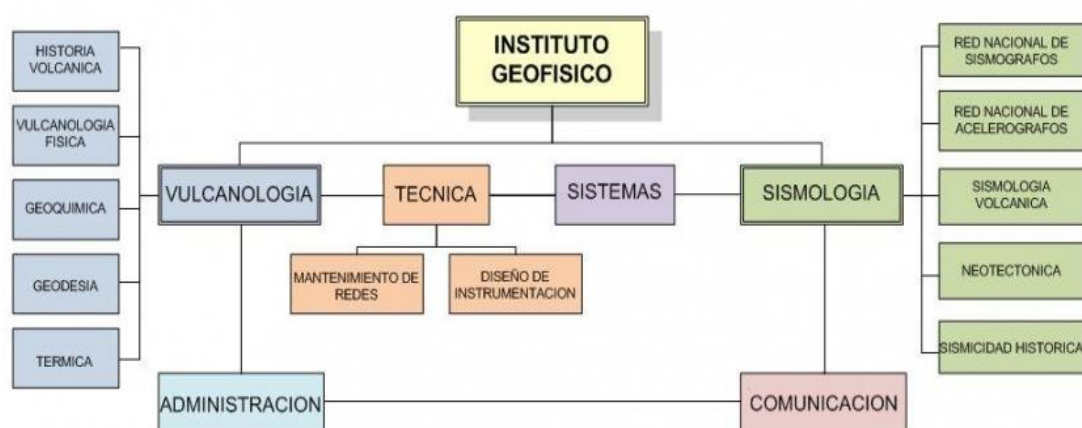 INSTITUTO
GEOFISICO
HISTORIA
VOLCANICA
VULCANOLOGIA
FISICA
GEOQUIMICA
GEODESIA
TERMICA
VULCANOLOGIA
TECNICA
SISTEMAS
SISMOLOGIA
MANTENIMIENTO DE
REDES
DISEÑO DE
INSTRUMENTACION
RED NACIONAL DE
SISMOGRAFOS
RED NACIONAL DE
ACELEROGRAFOS
SISMOLOGIA
VOLCANICA
NEOTECTONICA
SISMICIDAD HISTORICA
ADMINISTRACION
COMUNICACION